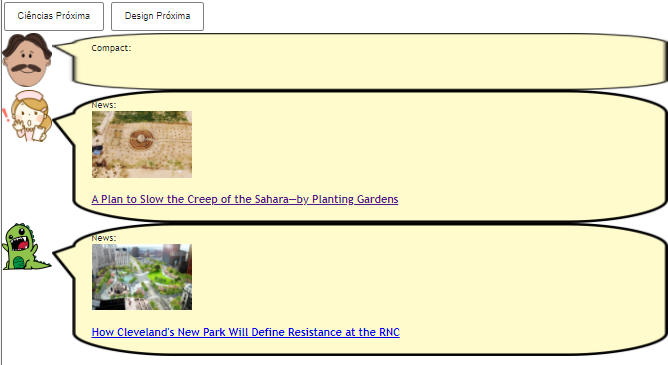 Ciências Próxima
Design Próxima
Compact:
News:
A Plan to Slow the Creep of the Sahara—by Planting Gardens
News:
How Cleveland's New Park Will Define Resistance at the RNC